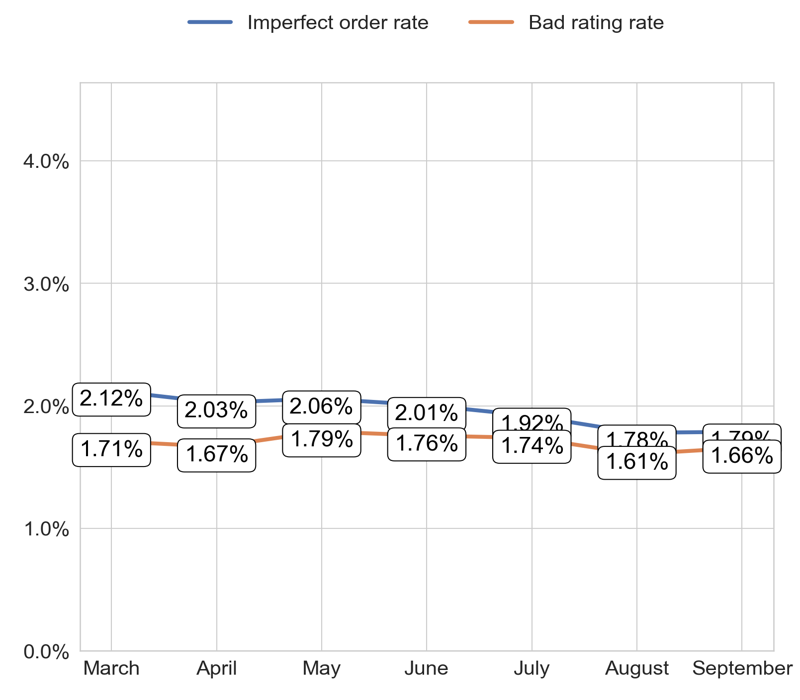 Imperfect order rate Bad rating rate
4.0%
3.0%
2.0%
1.0%
0.0%
2.12% 2.03% 2.06% 2.01% 1.92% 1.78% 1.79%
1.71% 1.67% 1.79% 1.76% 1.74% 1.61% 1.66%
March April May June July August September